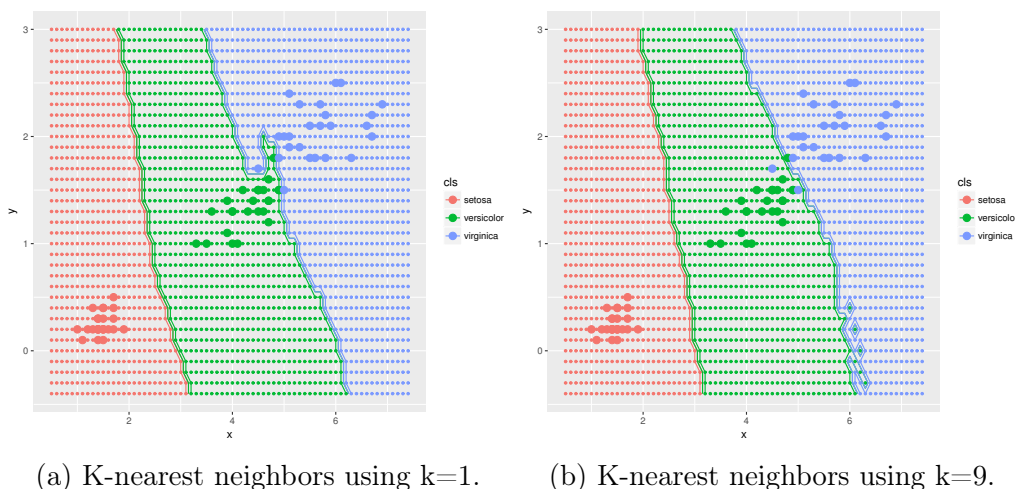 3
2
1
0
2
4
6
x
y
cls
setosa
versicolor
virginica
3
2
1
0
2
4
6
x
y
cls
setosa
versicolo
virginica
(a) K-nearest neighbors using k=1.
(b) K-nearest neighbors using k=9.